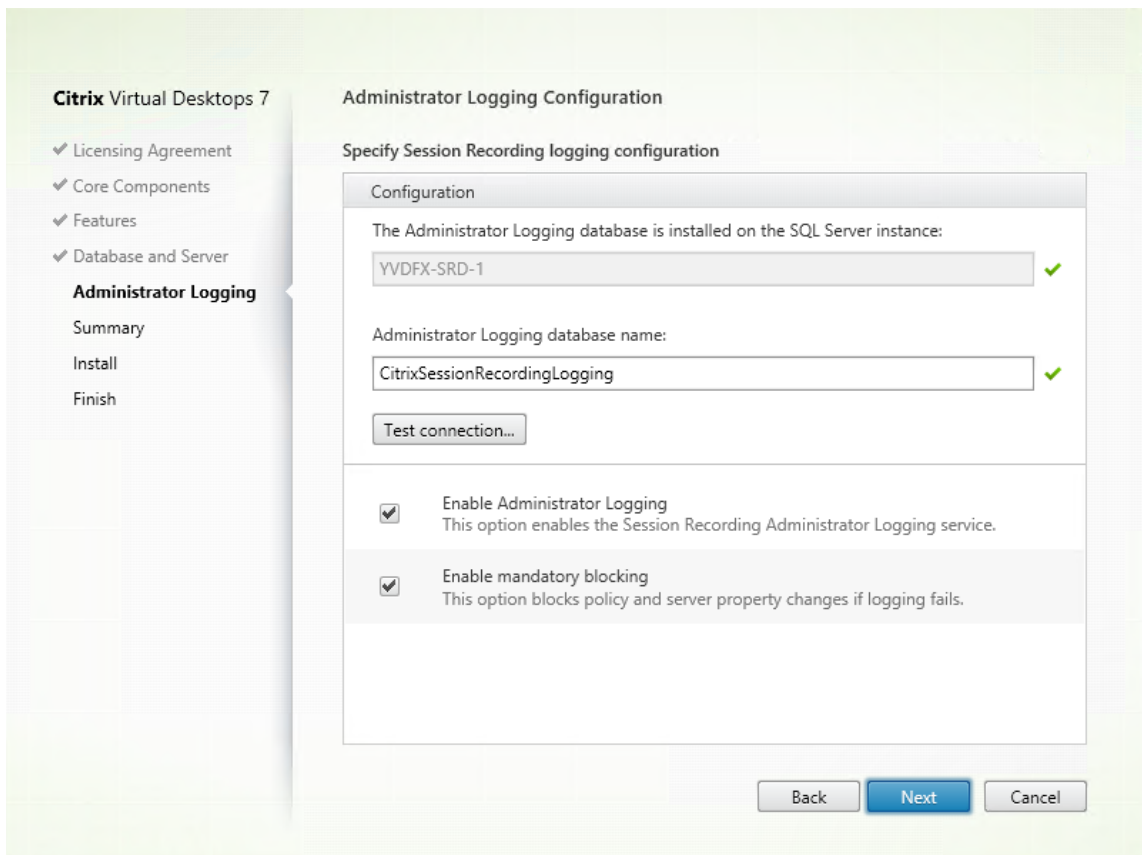 Citrix Virtual Desktops 7
Licensing Agreement
Core Components
Features
Database and Server
Administrator Logging
Summary
Install
Finish
Administrator Logging Configuration
Specify Session Recording logging configuration
Configuration
The Administrator Logging database is installed on the SQL Server instance:
YVDFX-SRD-1
Administrator Logging database name:
CitrixSessionRecordingLogging
Test connection...
Enable Administrator Logging
This option enables the Session Recording Administrator Logging service.
Enable mandatory blocking
This option blocks policy and server property changes if logging fails.
Back Next Cancel